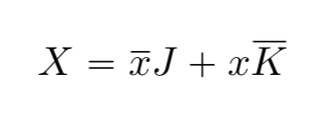 X = x̅J + xK̅